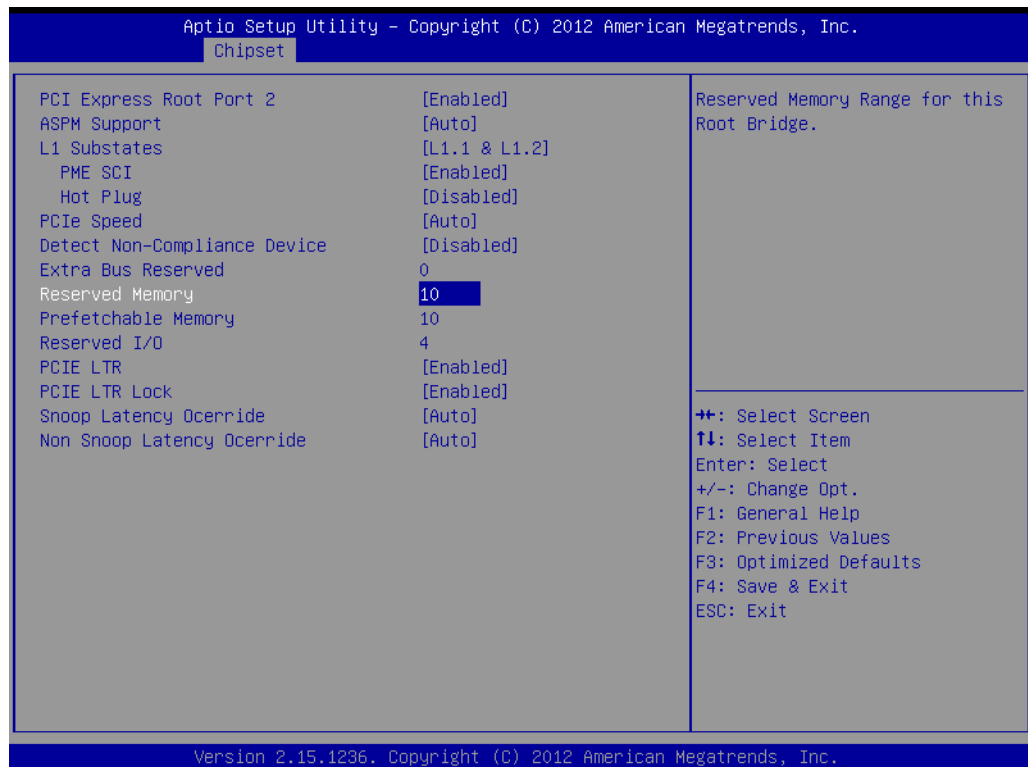 Aptio Setup Utility – Copyright (C) 2012 American Megatrends, Inc.
Chipset
PCI Express Root Port 2 [Enabled]
ASPM Support [Auto]
L1 Substates [L1.1 & L1.2]
PME SCI [Enabled]
Hot Plug [Disabled]
PCIe Speed [Auto]
Detect Non-Compliance Device [Disabled]
Extra Bus Reserved 0
Reserved Memory 10
Prefetchable Memory 10
Reserved I/O 4
PCIE LTR [Enabled]
PCIE LTR Lock [Enabled]
Snoop Latency Ocerride [Auto]
Non Snoop Latency Ocerride [Auto]
Reserved Memory Range for this
Root Bridge.
→←: Select Screen
↑↓: Select Item
Enter: Select
+/-: Change Opt.
F1: General Help
F2: Previous Values
F3: Optimized Defaults
F4: Save & Exit
ESC: Exit
Version 2.15.1236. Copyright (C) 2012 American Megatrends, Inc.